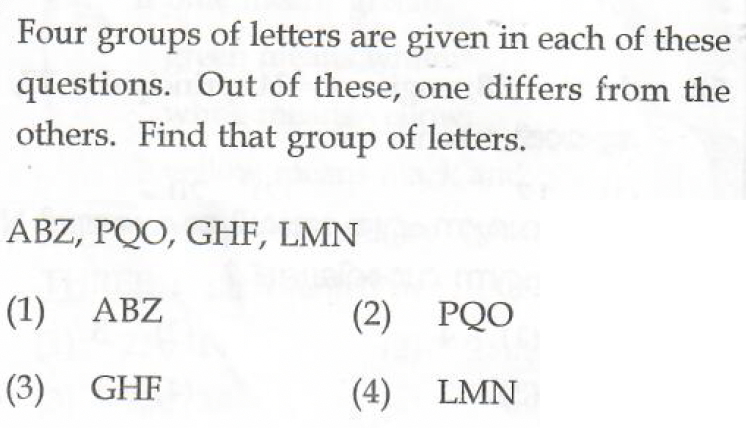 Four groups of letters are given in each of these
questions. Out of these, one differs from the
others. Find that group of letters.
ABZ, PQO, GHF, LMN
(1) ABZ (2) PQO
(3) GHF (4) LMN